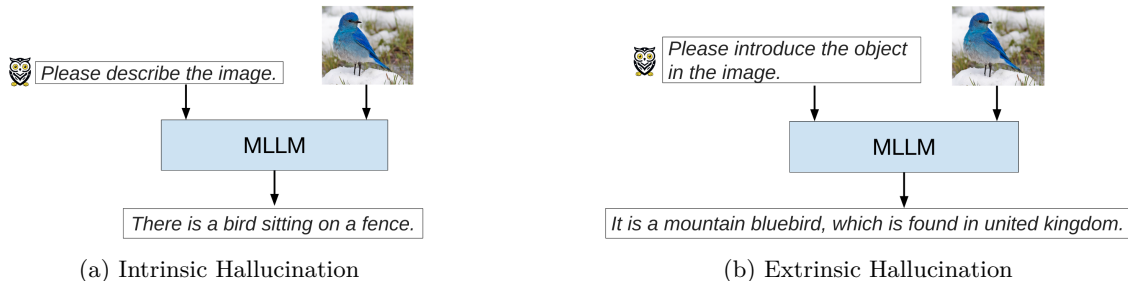 Please describe the image.
MLLM
There is a bird sitting on a fence.
(a) Intrinsic Hallucination
Please introduce the object
in the image.
MLLM
It is a mountain bluebird, which is found in united kingdom.
(b) Extrinsic Hallucination